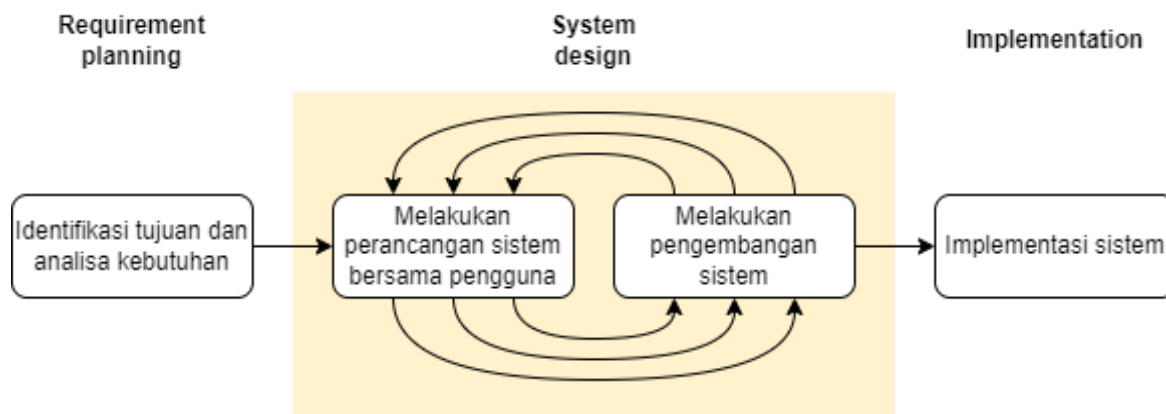 Requirement
planning
System
design
Implementation
Identifikasi tujuan dan
analisa kebutuhan
Melakukan
perancangan sistem
bersama pengguna
Melakukan
pengembangan
sistem
Implementasi sistem